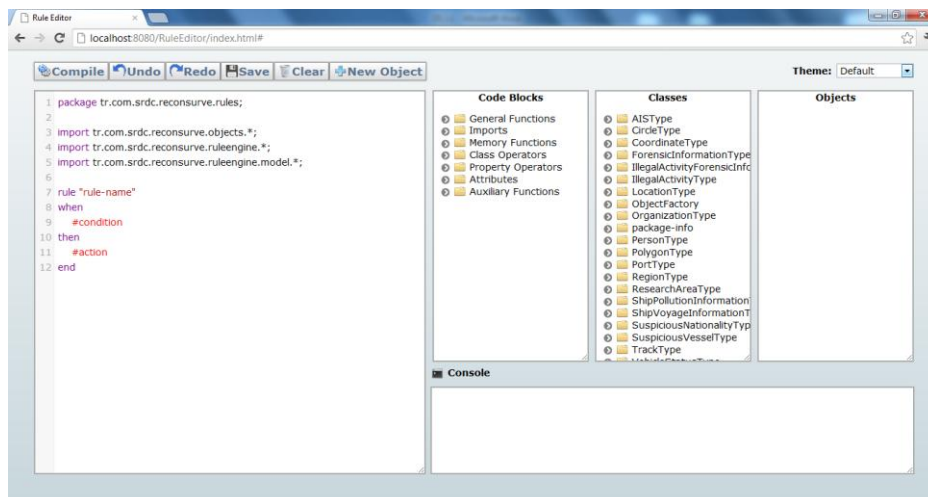 Rule Editor
localhost:8080/RuleEditor/index.html#
Compile Undo Redo Save Clear New Object
Theme: Default
1 package tr.com.srdc.reconsurve.rules;
2
3 import tr.com.srdc.reconsurve.objects.*;
4 import tr.com.srdc.reconsurve.ruleengine.*;
5 import tr.com.srdc.reconsurve.ruleengine.model.*;
6
7 rule "rule-name"
8 when
9 #condition
10 then
11 #action
12 end
Code Blocks
General Functions
Imports
Memory Functions
Class Operators
Property Operators
Attributes
Auxiliary Functions
Classes
AISType
CircleType
CoordinateType
ForensicInformationType
IllegalActivityForensicInfo
IllegalActivityType
LocationType
ObjectFactory
OrganizationType
package-info
PersonType
PolygonType
PortType
RegionType
ResearchAreaType
ShipPollutionInformation
ShipVoyageInformationT
SuspiciousNationalityTyp
SuspiciousVesselType
TrackType
Objects
Console